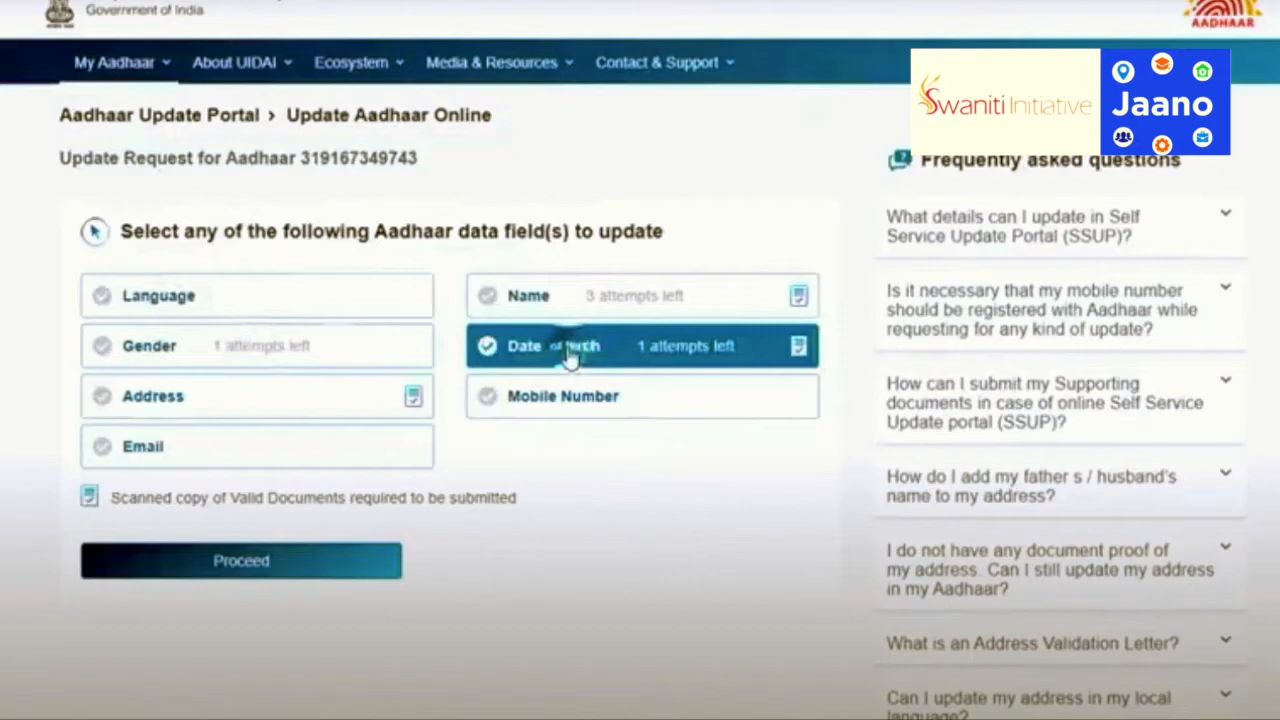 Government of India
AADHAAR
My Aadhaar
About UIDAI
Ecosystem
Media & Resources
Contact & Support
Swaniti Initiative
Jaano
Aadhaar Update Portal > Update Aadhaar Online
Update Request for Aadhaar 319167349743
Select any of the following Aadhaar data field(s) to update
Language
Name 3 attempts left
Gender 1 attempts left
Date 1 attempts left
Address
Mobile Number
Email
Scanned copy of Valid Documents required to be submitted
Proceed
Frequently asked questions
What details can I update in Self
Service Update Portal (SSUP)?
Is it necessary that my mobile number
should be registered with Aadhaar while
requesting for any kind of update?
How can I submit my Supporting
documents in case of online Self Service
Update portal (SSUP)?
How do I add my father s / husband's
name to my address?
I do not have any document proof of
my address. Can I still update my address
in my Aadhaar?
What is an Address Validation Letter?
Can I update my address in my local
language?